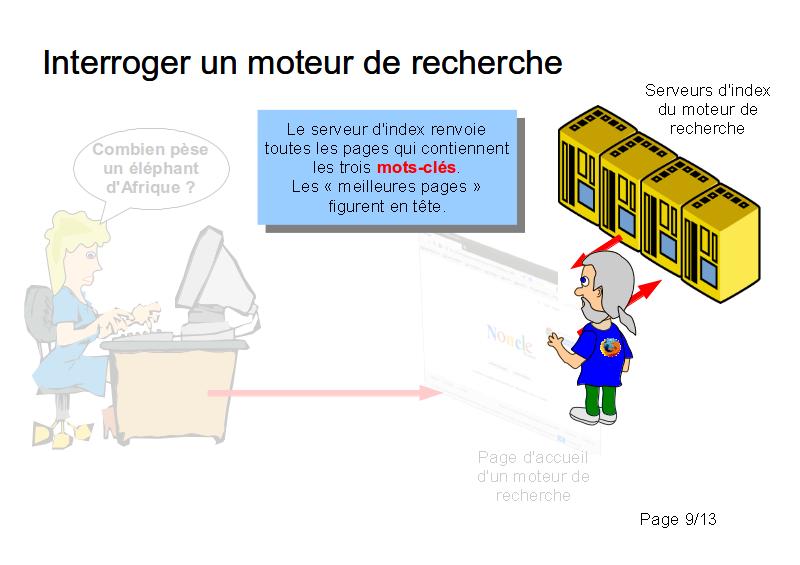 Interroger un moteur de recherche
Serveurs d'index
du moteur de
recherche
Le serveur d'index renvoie
toutes les pages qui contiennent
les trois mots-clés.
Les « meilleures pages »
figurent en tête.
Combien pèse
un éléphant
d'Afrique ?
Page d'accueil
d'un moteur de
recherche
Page 9/13